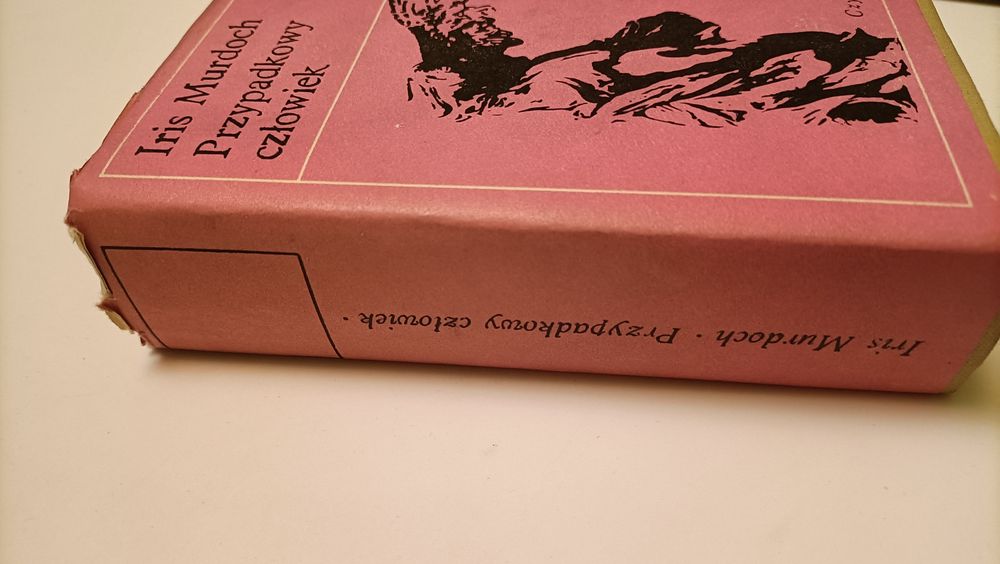 Iris Murdoch
Przypadkowy
człowiek
Iris Murdoch · Przypadkowy człowiek ·